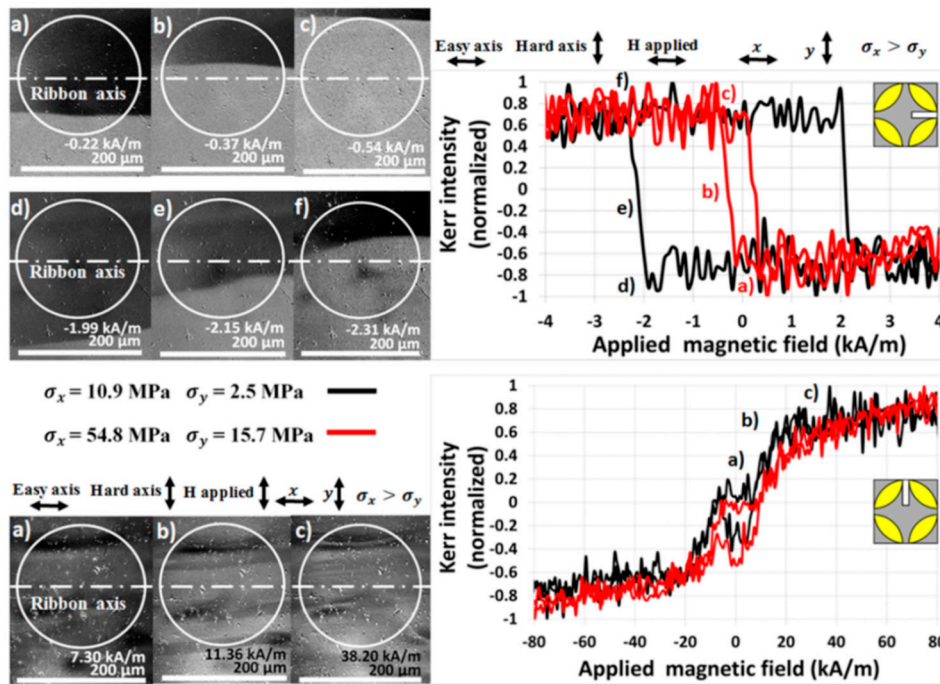 a)
b)
c)
Ribbon axis
-0.22 kA/m
200 µm
-0.37 kA/m
200 µm
-0.54 kA/m
200 µm
d)
e)
f)
Ribbon axis
-1.99 kA/m
200 µm
-2.15 kA/m
200 µm
-2.31 kA/m
200 µm
Easy axis Hard axis H applied x y σx > σy
Kerr intensity
(normalized)
1
0.8
0.6
0.4
0.2
0
-0.2
-0.4
-0.6
-0.8
-1
f)
c)
b)
e)
d)
a)
-4 -3 -2 -1 0 1 2 3 4
Applied magnetic field (kA/m)
σx = 10.9 MPa σy = 2.5 MPa
σx = 54.8 MPa σy = 15.7 MPa
Easy axis Hard axis H applied x y σx > σy
a)
b)
c)
Ribbon axis
7.30 kA/m
200 µm
11.36 kA/m
200 µm
38.20 kA/m
200 µm
Kerr intensity
(normalized)
1
0.8
0.6
0.4
0.2
0
-0.2
-0.4
-0.6
-0.8
-1
c)
b)
a)
-80 -60 -40 -20 0 20 40 60 80
Applied magnetic field (kA/m)